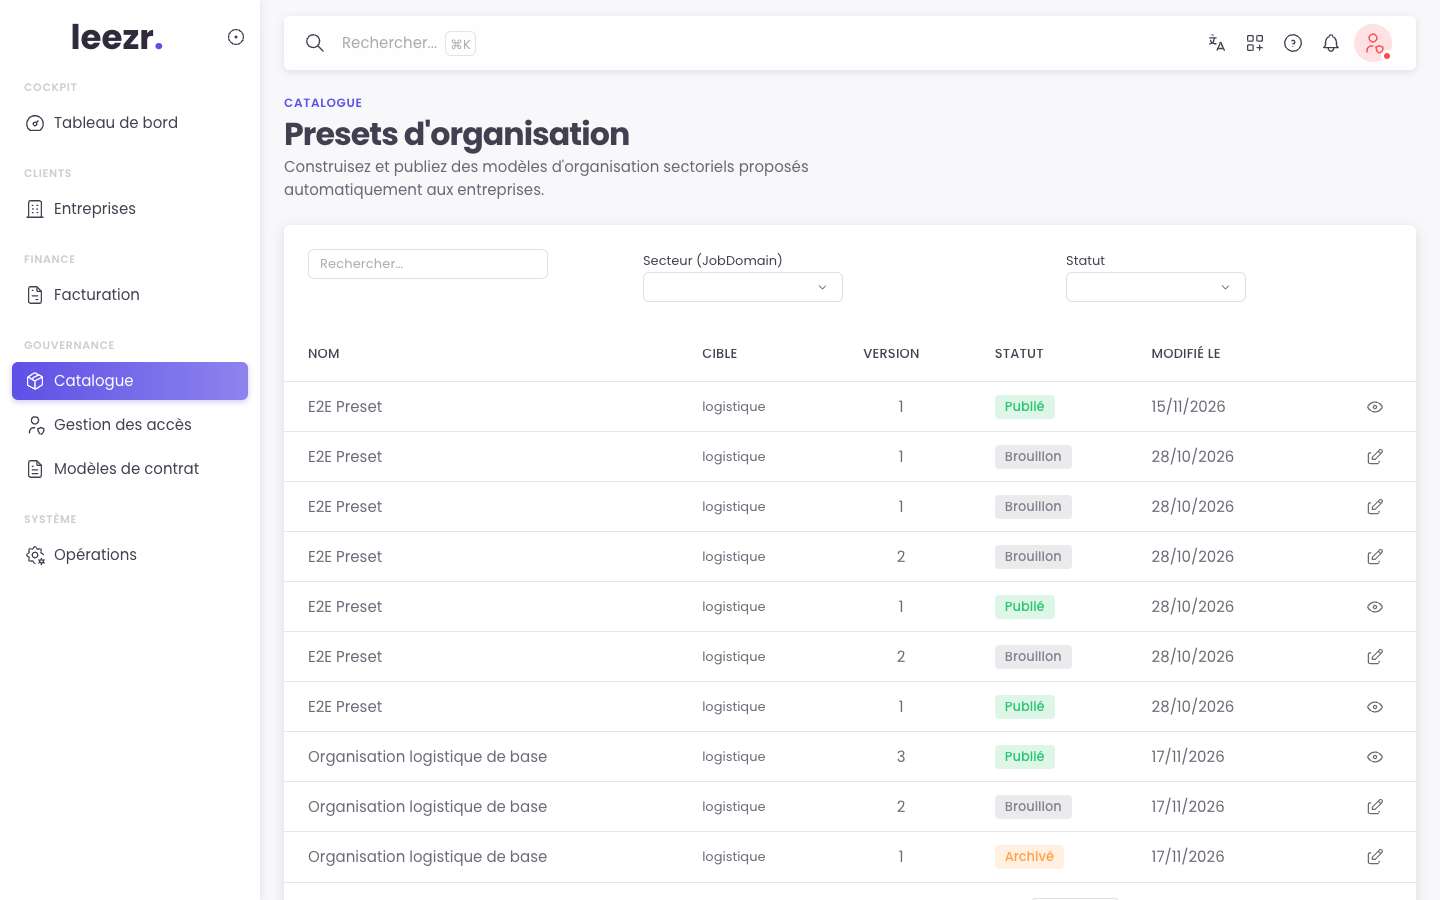 leezr.
COCKPIT
Tableau de bord
CLIENTS
Entreprises
FINANCE
Facturation
GOUVERNANCE
Catalogue
Gestion des accès
Modèles de contrat
SYSTÈME
Opérations
Rechercher... ⌘K
CATALOGUE
Presets d'organisation
Construisez et publiez des modèles d'organisation sectoriels proposés
automatiquement aux entreprises.
Rechercher...
Secteur (JobDomain)
Statut
NOM CIBLE VERSION STATUT MODIFIÉ LE
E2E Preset logistique 1 Publié 15/11/2026
E2E Preset logistique 1 Brouillon 28/10/2026
E2E Preset logistique 1 Brouillon 28/10/2026
E2E Preset logistique 2 Brouillon 28/10/2026
E2E Preset logistique 1 Publié 28/10/2026
E2E Preset logistique 2 Brouillon 28/10/2026
E2E Preset logistique 1 Publié 28/10/2026
Organisation logistique de base logistique 3 Publié 17/11/2026
Organisation logistique de base logistique 2 Brouillon 17/11/2026
Organisation logistique de base logistique 1 Archivé 17/11/2026